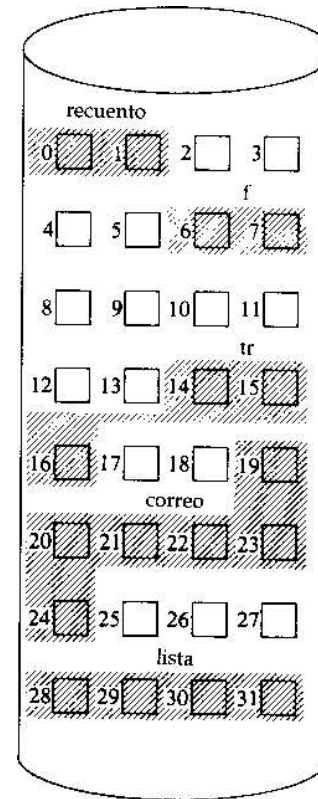 recuento
0 1 2 3
f
4 5 6 7
8 9 10 11
tr
12 13 14 15
16 17 18 19
correo
20 21 22 23
24 25 26 27
lista
28 29 30 31